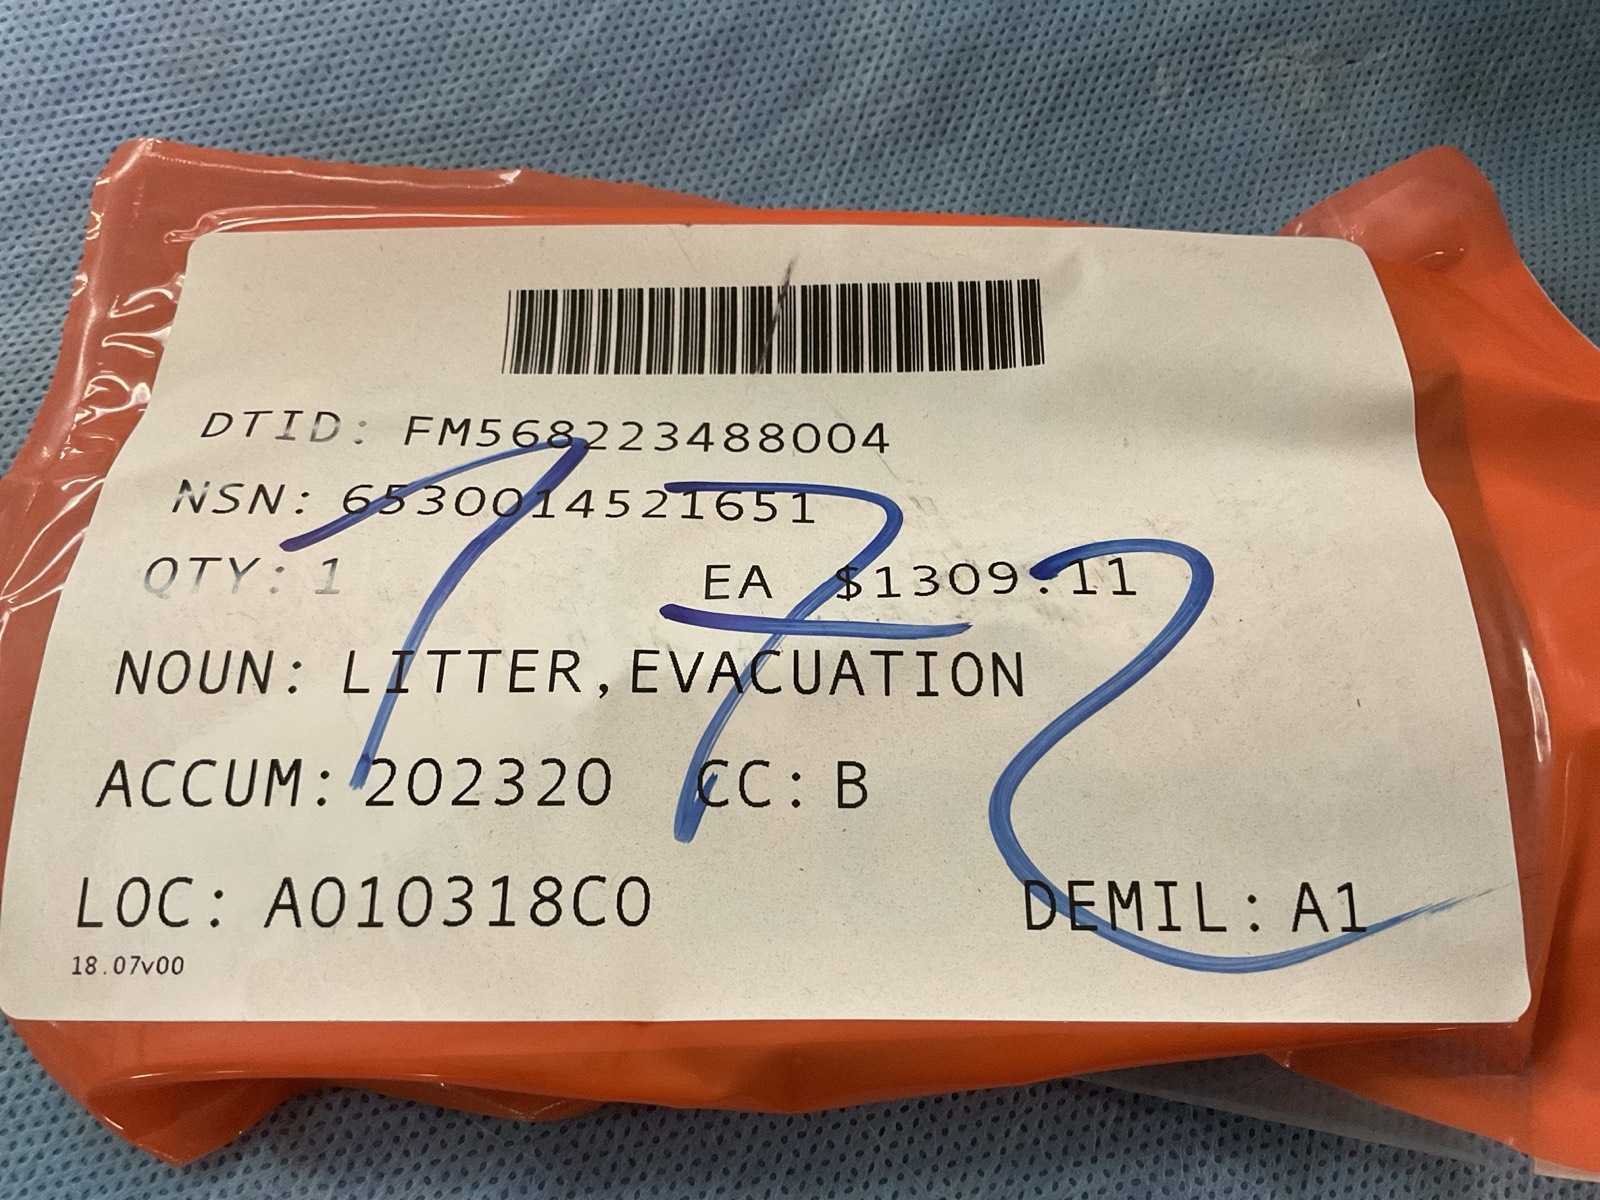 DTID: FM568223488004
NSN: 6530014521651
QTY: 1 EA $1309.11
NOUN: LITTER,EVACUATION
ACCUM: 202320 CC: B
LOC: A010318C0 DEMIL: A1
18.07v00
172